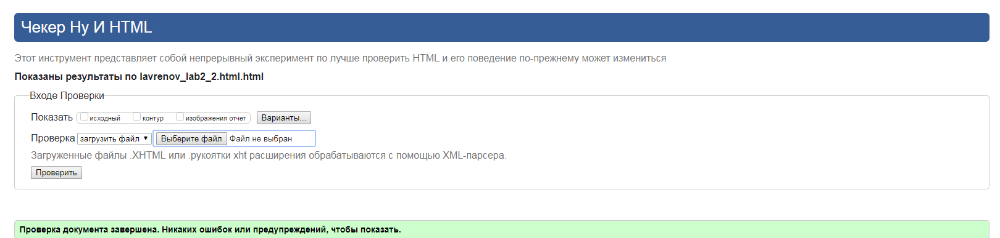 Чекер Ну И HTML
Этот инструмент представляет собой непрерывный эксперимент по лучше проверить HTML и его поведение по-прежнему может измениться
Показаны результаты по lavrenov_lab2_2.html.html
Входе Проверки
Показать исходный контур изображения отчет Варианты...
Проверка загрузить файл Выберите файл Файл не выбран
Загруженные файлы .XHTML или .рукоятки xht расширения обрабатываются с помощью XML-парсера.
Проверить
Проверка документа завершена. Никаких ошибок или предупреждений, чтобы показать.